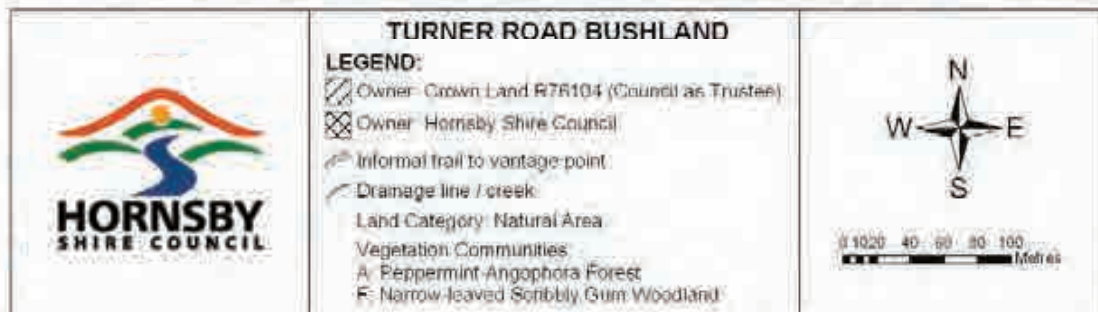 HORNSBY
SHIRE COUNCIL
TURNER ROAD BUSHLAND
LEGEND:
Owner: Crown Land R76104 (Council as Trustee)
Owner: Hornsby Shire Council
Informal trail to vantage point
Drainage line / creek
Land Category: Natural Area
Vegetation Communities
A: Peppermint-Angophora Forest
F: Narrow-leaved Scribbly Gum Woodland
N
W E
S
0 10 20 40 60 80 100
Metres